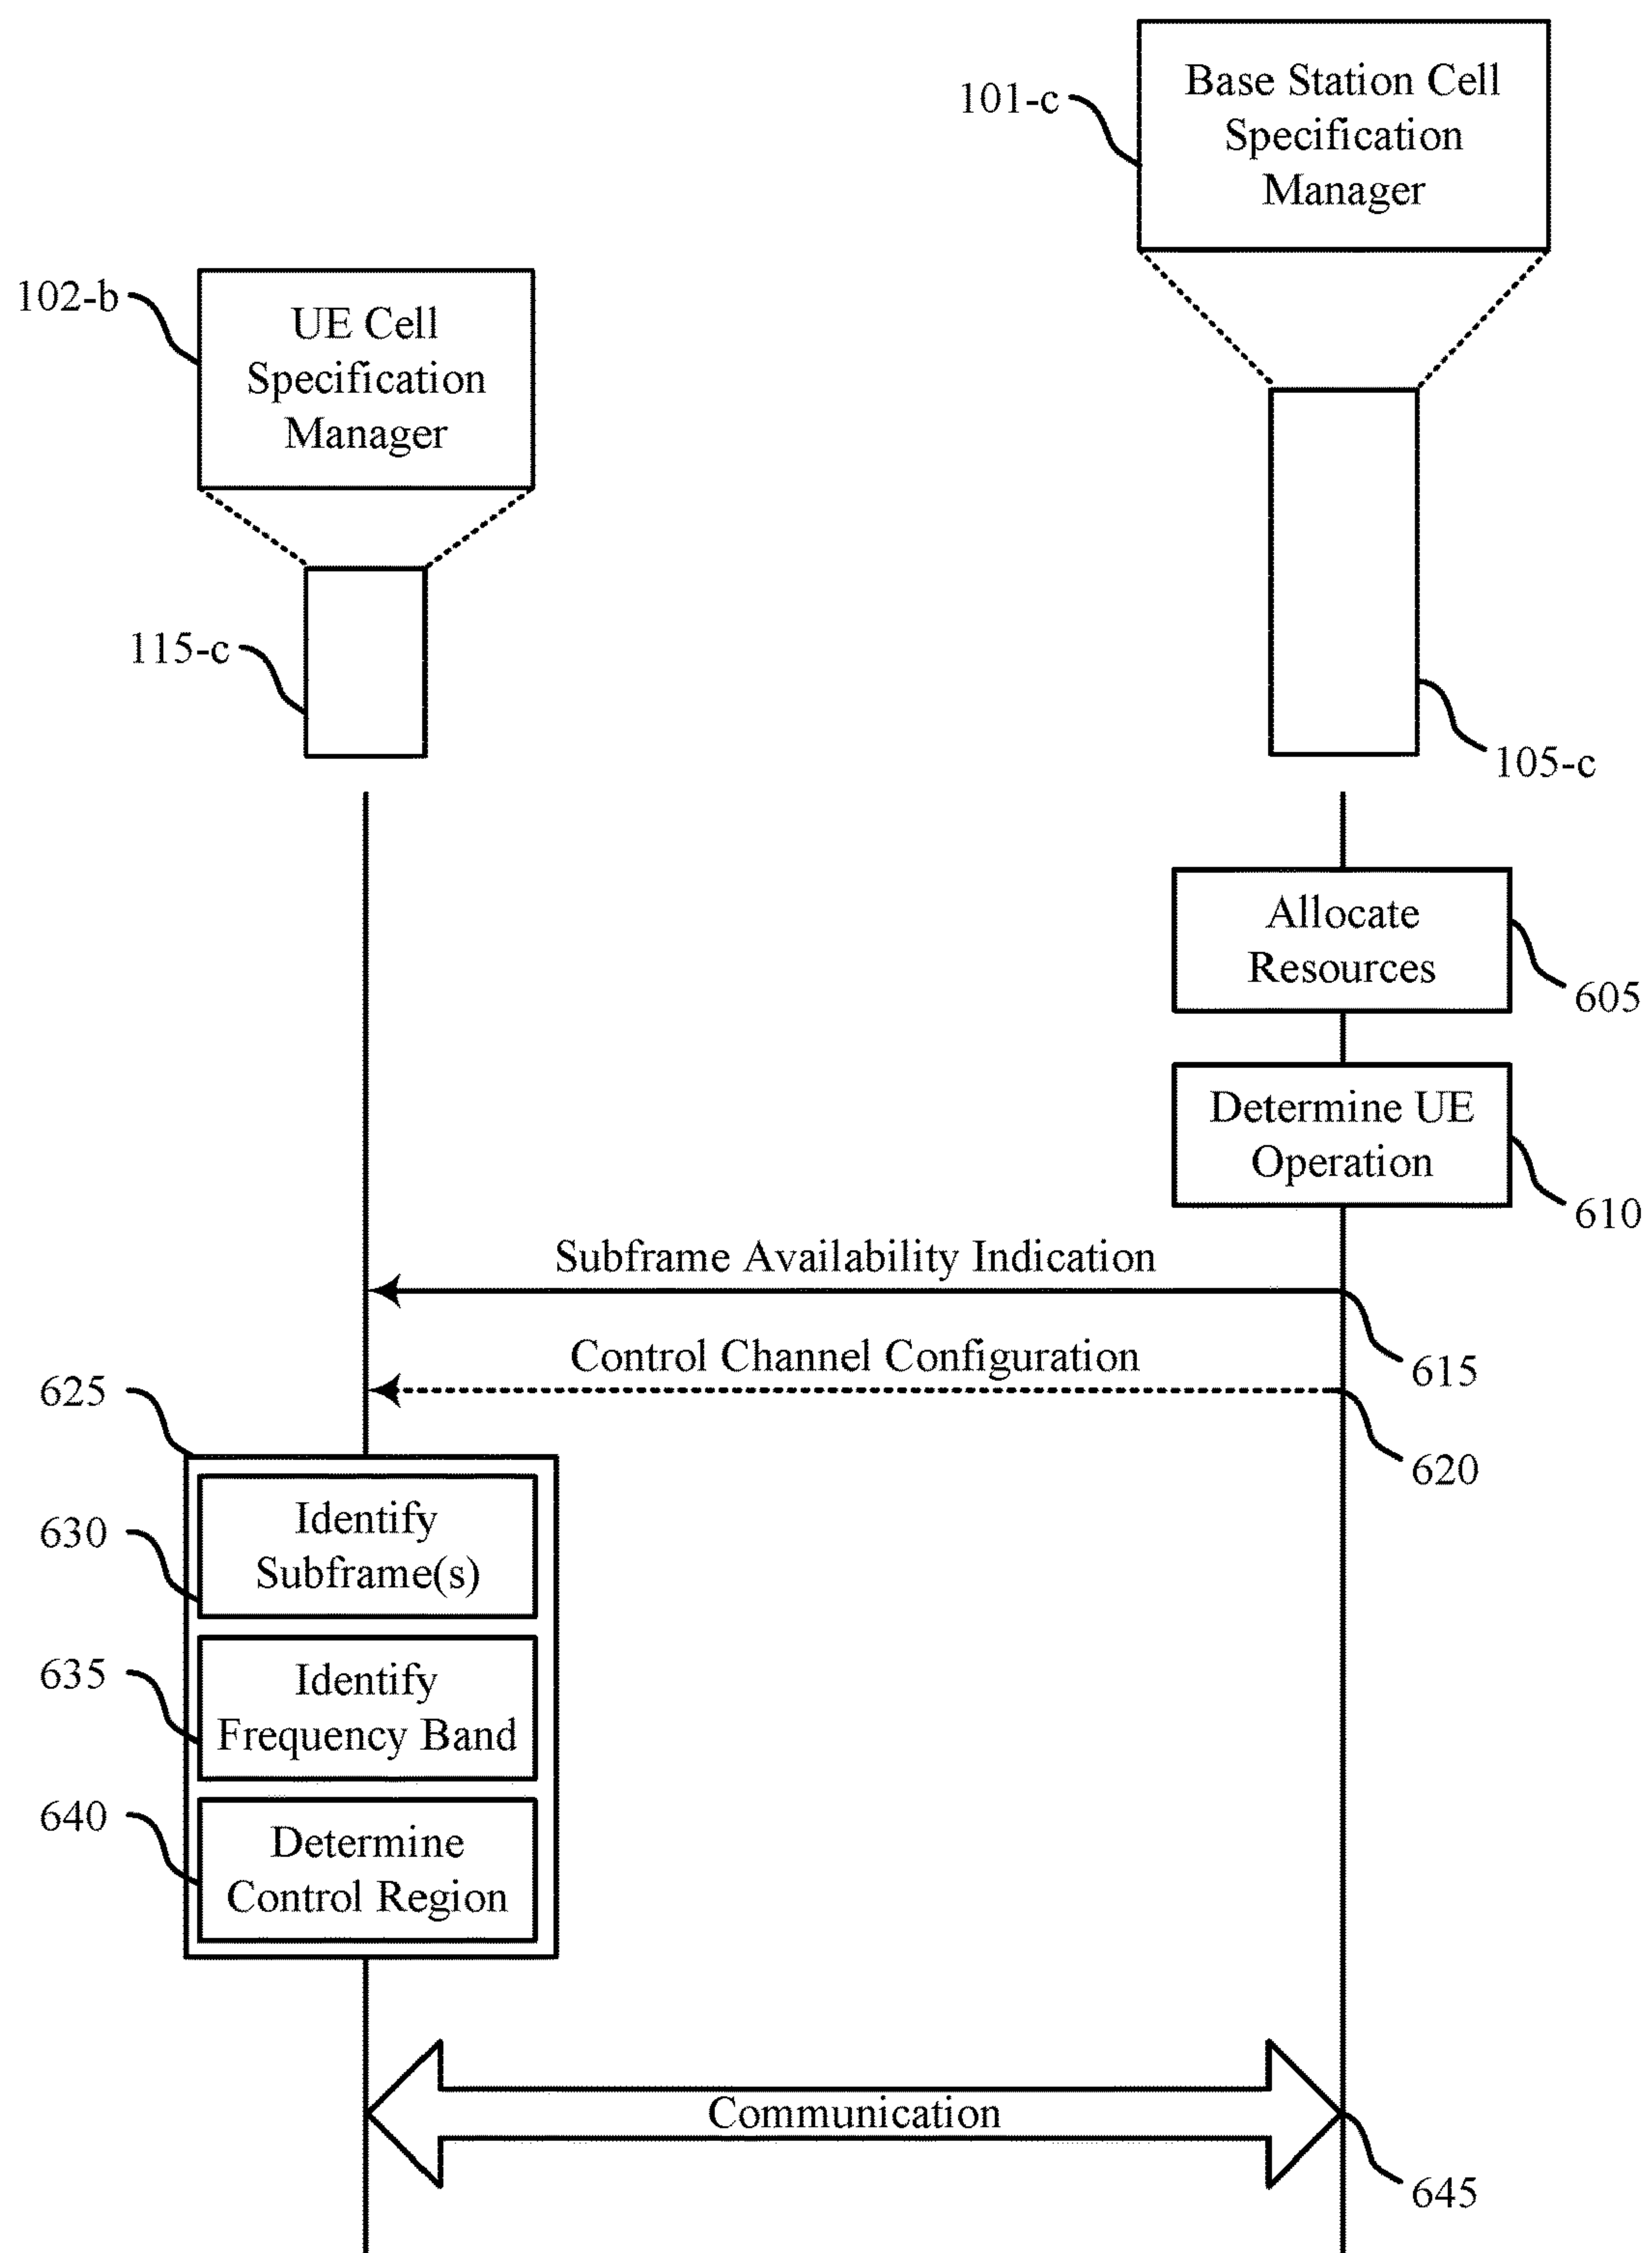 101-c
Base Station Cell
Specification
Manager
102-b
UE Cell
Specification
Manager
115-c
105-c
Allocate
Resources
605
Determine UE
Operation
610
Subframe Availability Indication
615
Control Channel Configuration
620
625
630
Identify
Subframe(s)
635
Identify
Frequency Band
640
Determine
Control Region
Communication
645